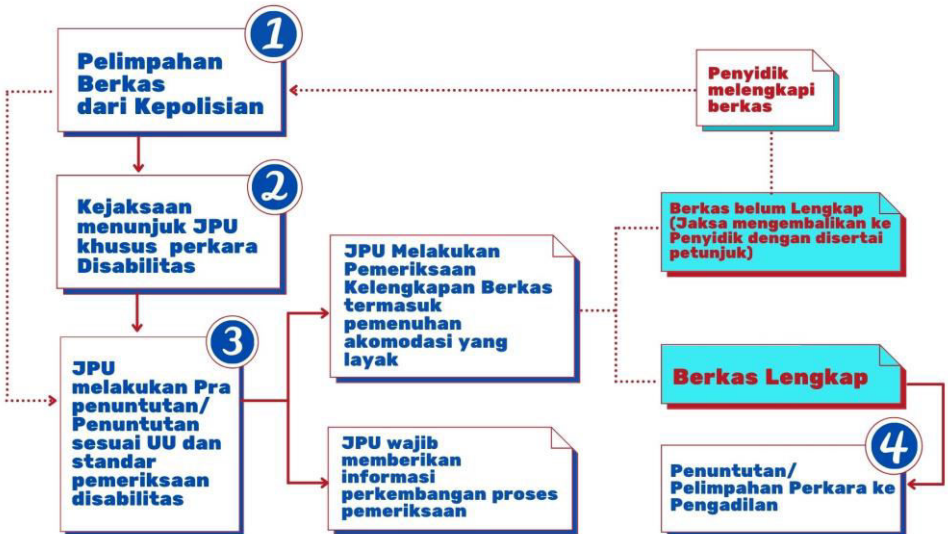 1
Pelimpahan
Berkas
dari Kepolisian
Penyidik
melengkapi
berkas
2
Kejaksaan
menunjuk JPU
khusus perkara
Disabilitas
Berkas belum Lengkap
(Jaksa mengembalikan ke
Penyidik dengan disertai
petunjuk)
JPU Melakukan
Pemeriksaan
Kelengkapan Berkas
termasuk
pemenuhan
akomodasi yang
layak
3
JPU
melakukan Pra
penuntutan/
Penuntutan
sesuai UU dan
standar
pemeriksaan
disabilitas
Berkas Lengkap
JPU wajib
memberikan
informasi
perkembangan proses
pemeriksaan
4
Penuntutan/
Pelimpahan Perkara ke
Pengadilan